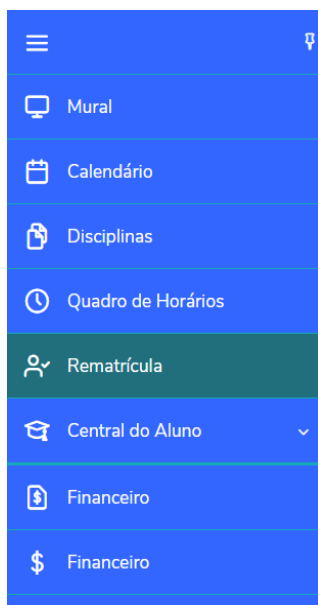 Mural
Calendário
Disciplinas
Quadro de Horários
Rematrícula
Central do Aluno
Financeiro
Financeiro